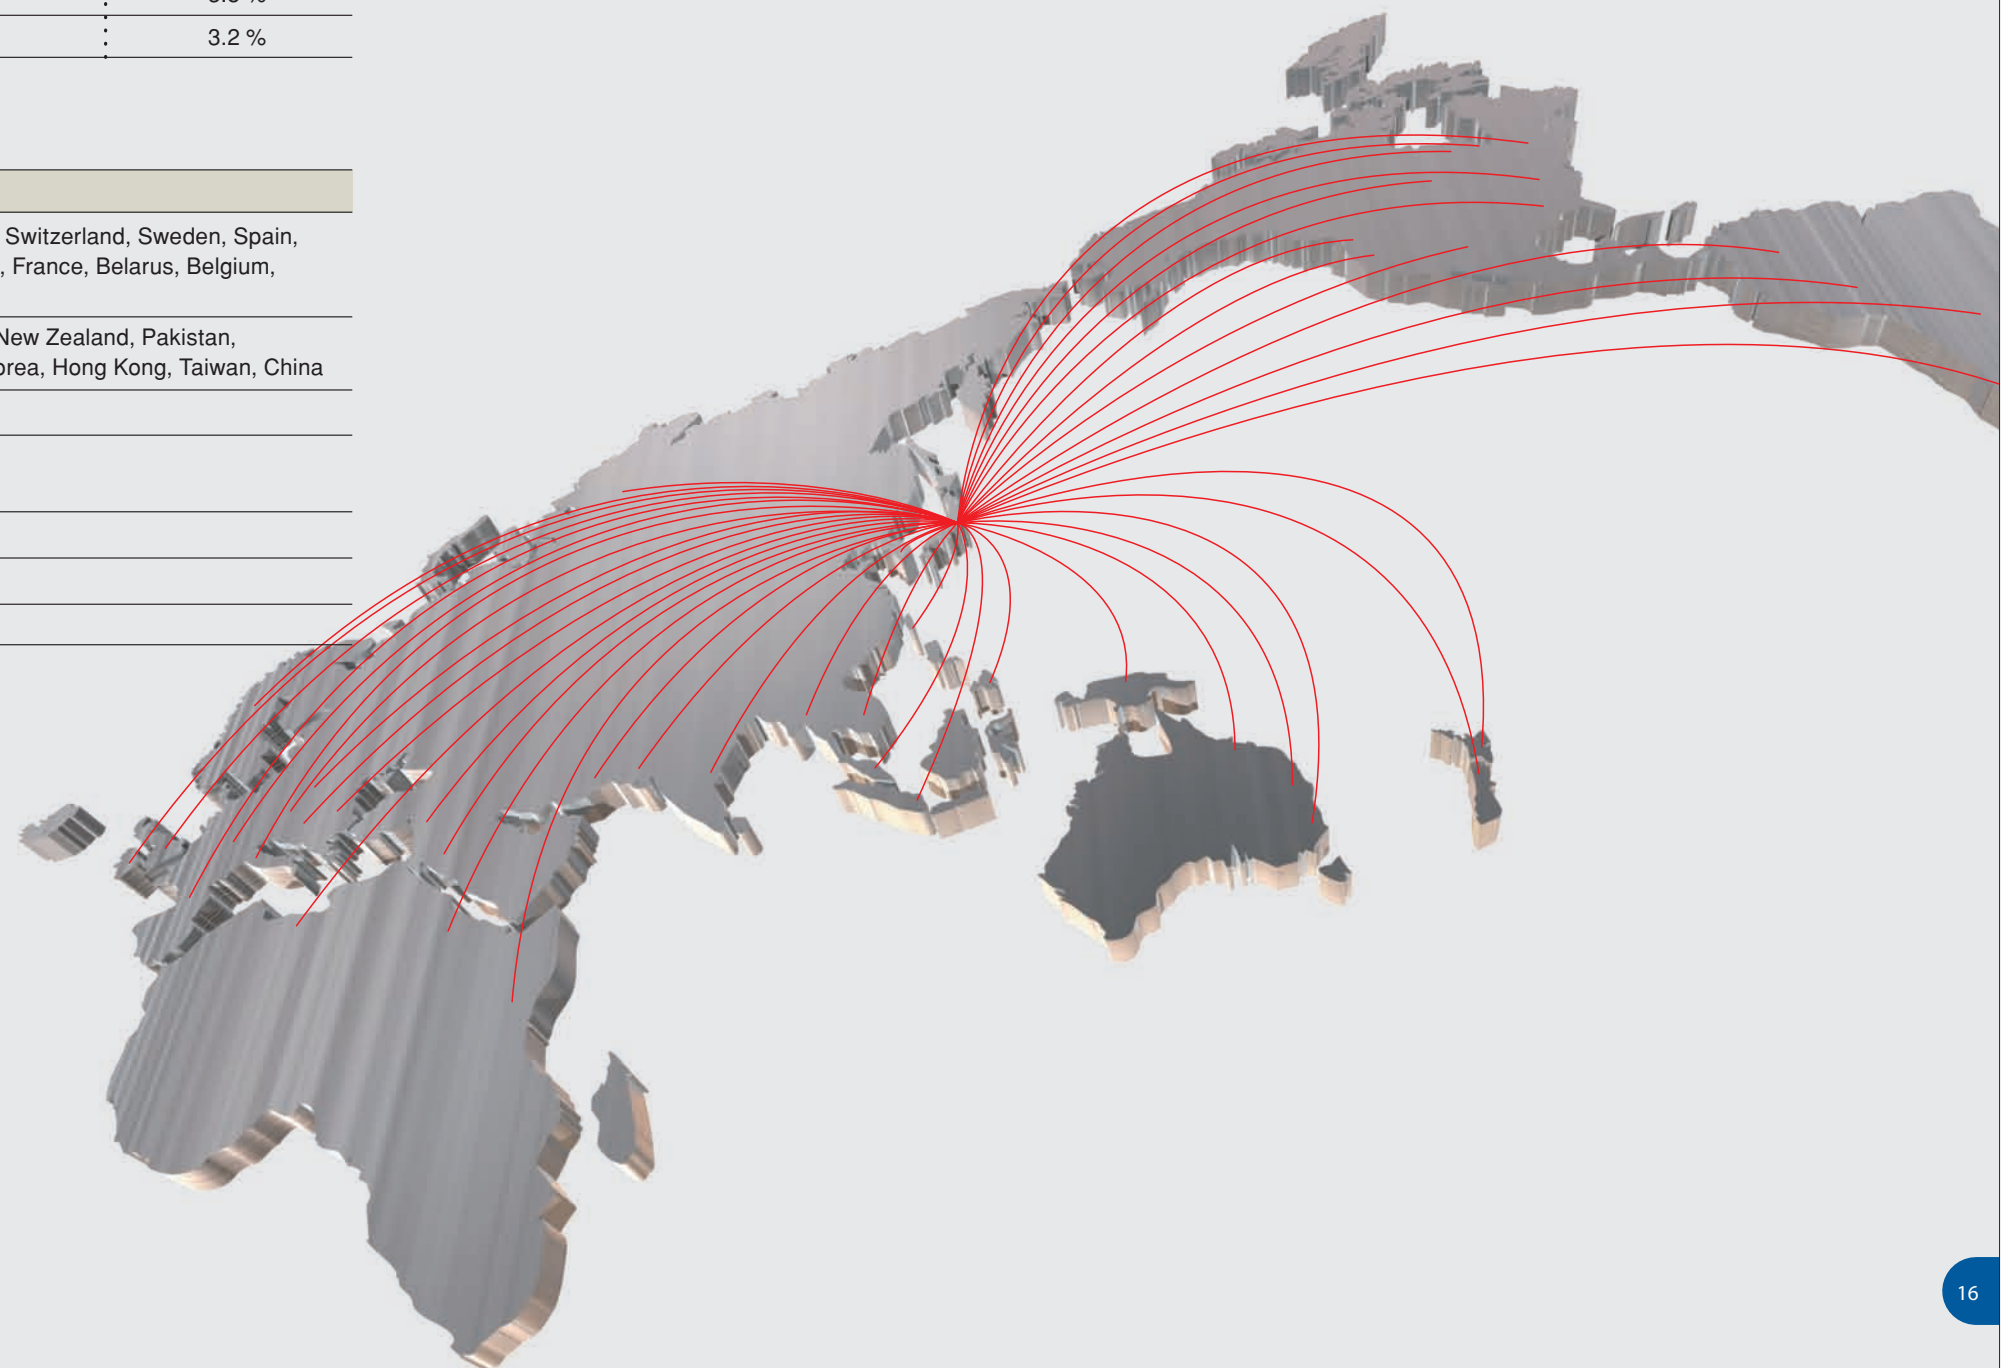 3.2 %
Switzerland, Sweden, Spain,
, France, Belarus, Belgium,
New Zealand, Pakistan,
orea, Hong Kong, Taiwan, China
16